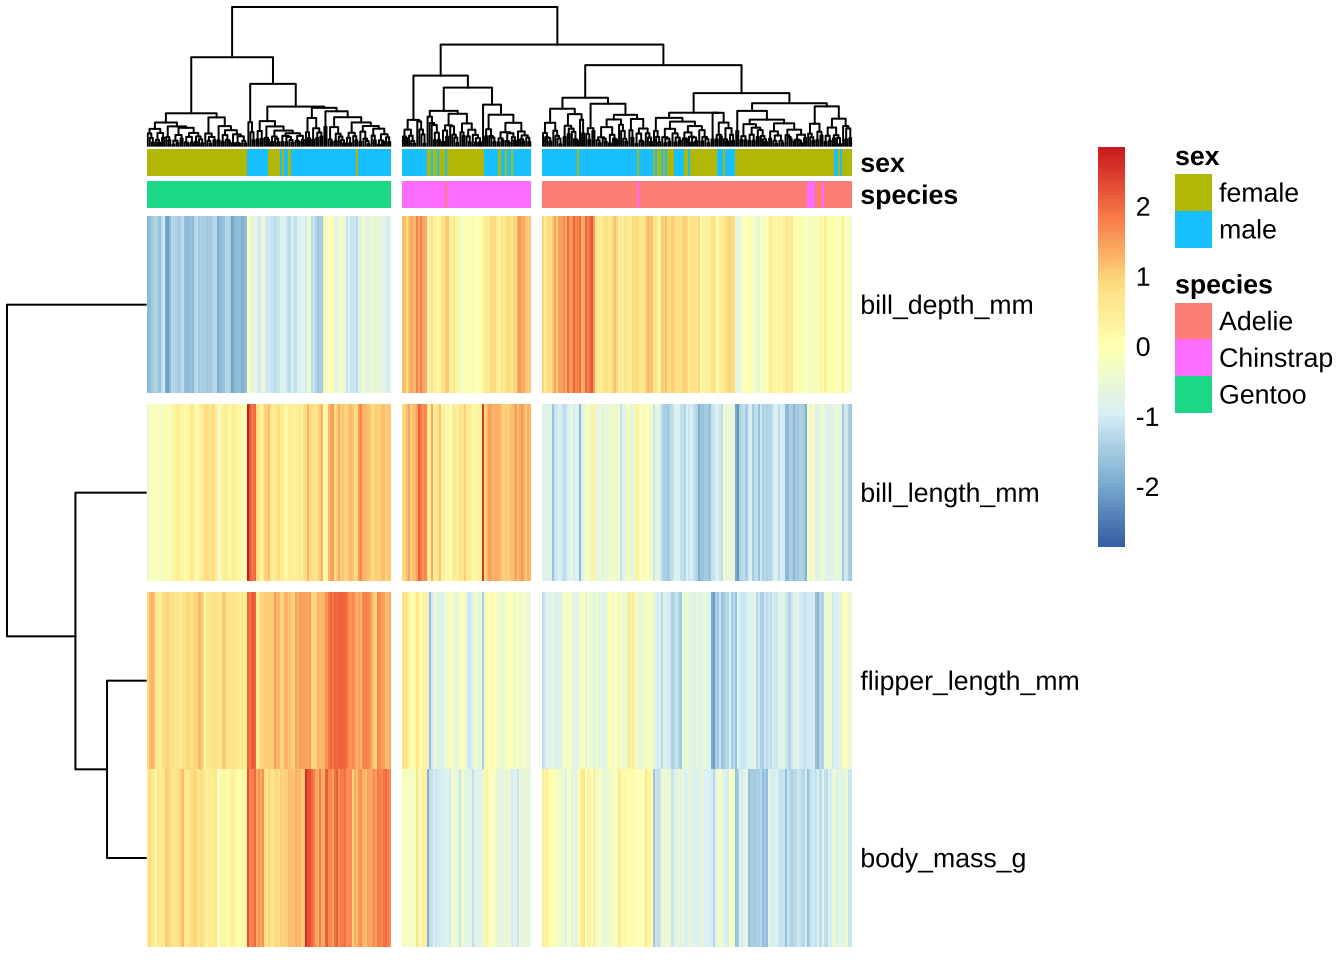 sex
species
bill_depth_mm
bill_length_mm
flipper_length_mm
body_mass_g
2
1
0
-1
-2
sex
female
male
species
Adelie
Chinstrap
Gentoo